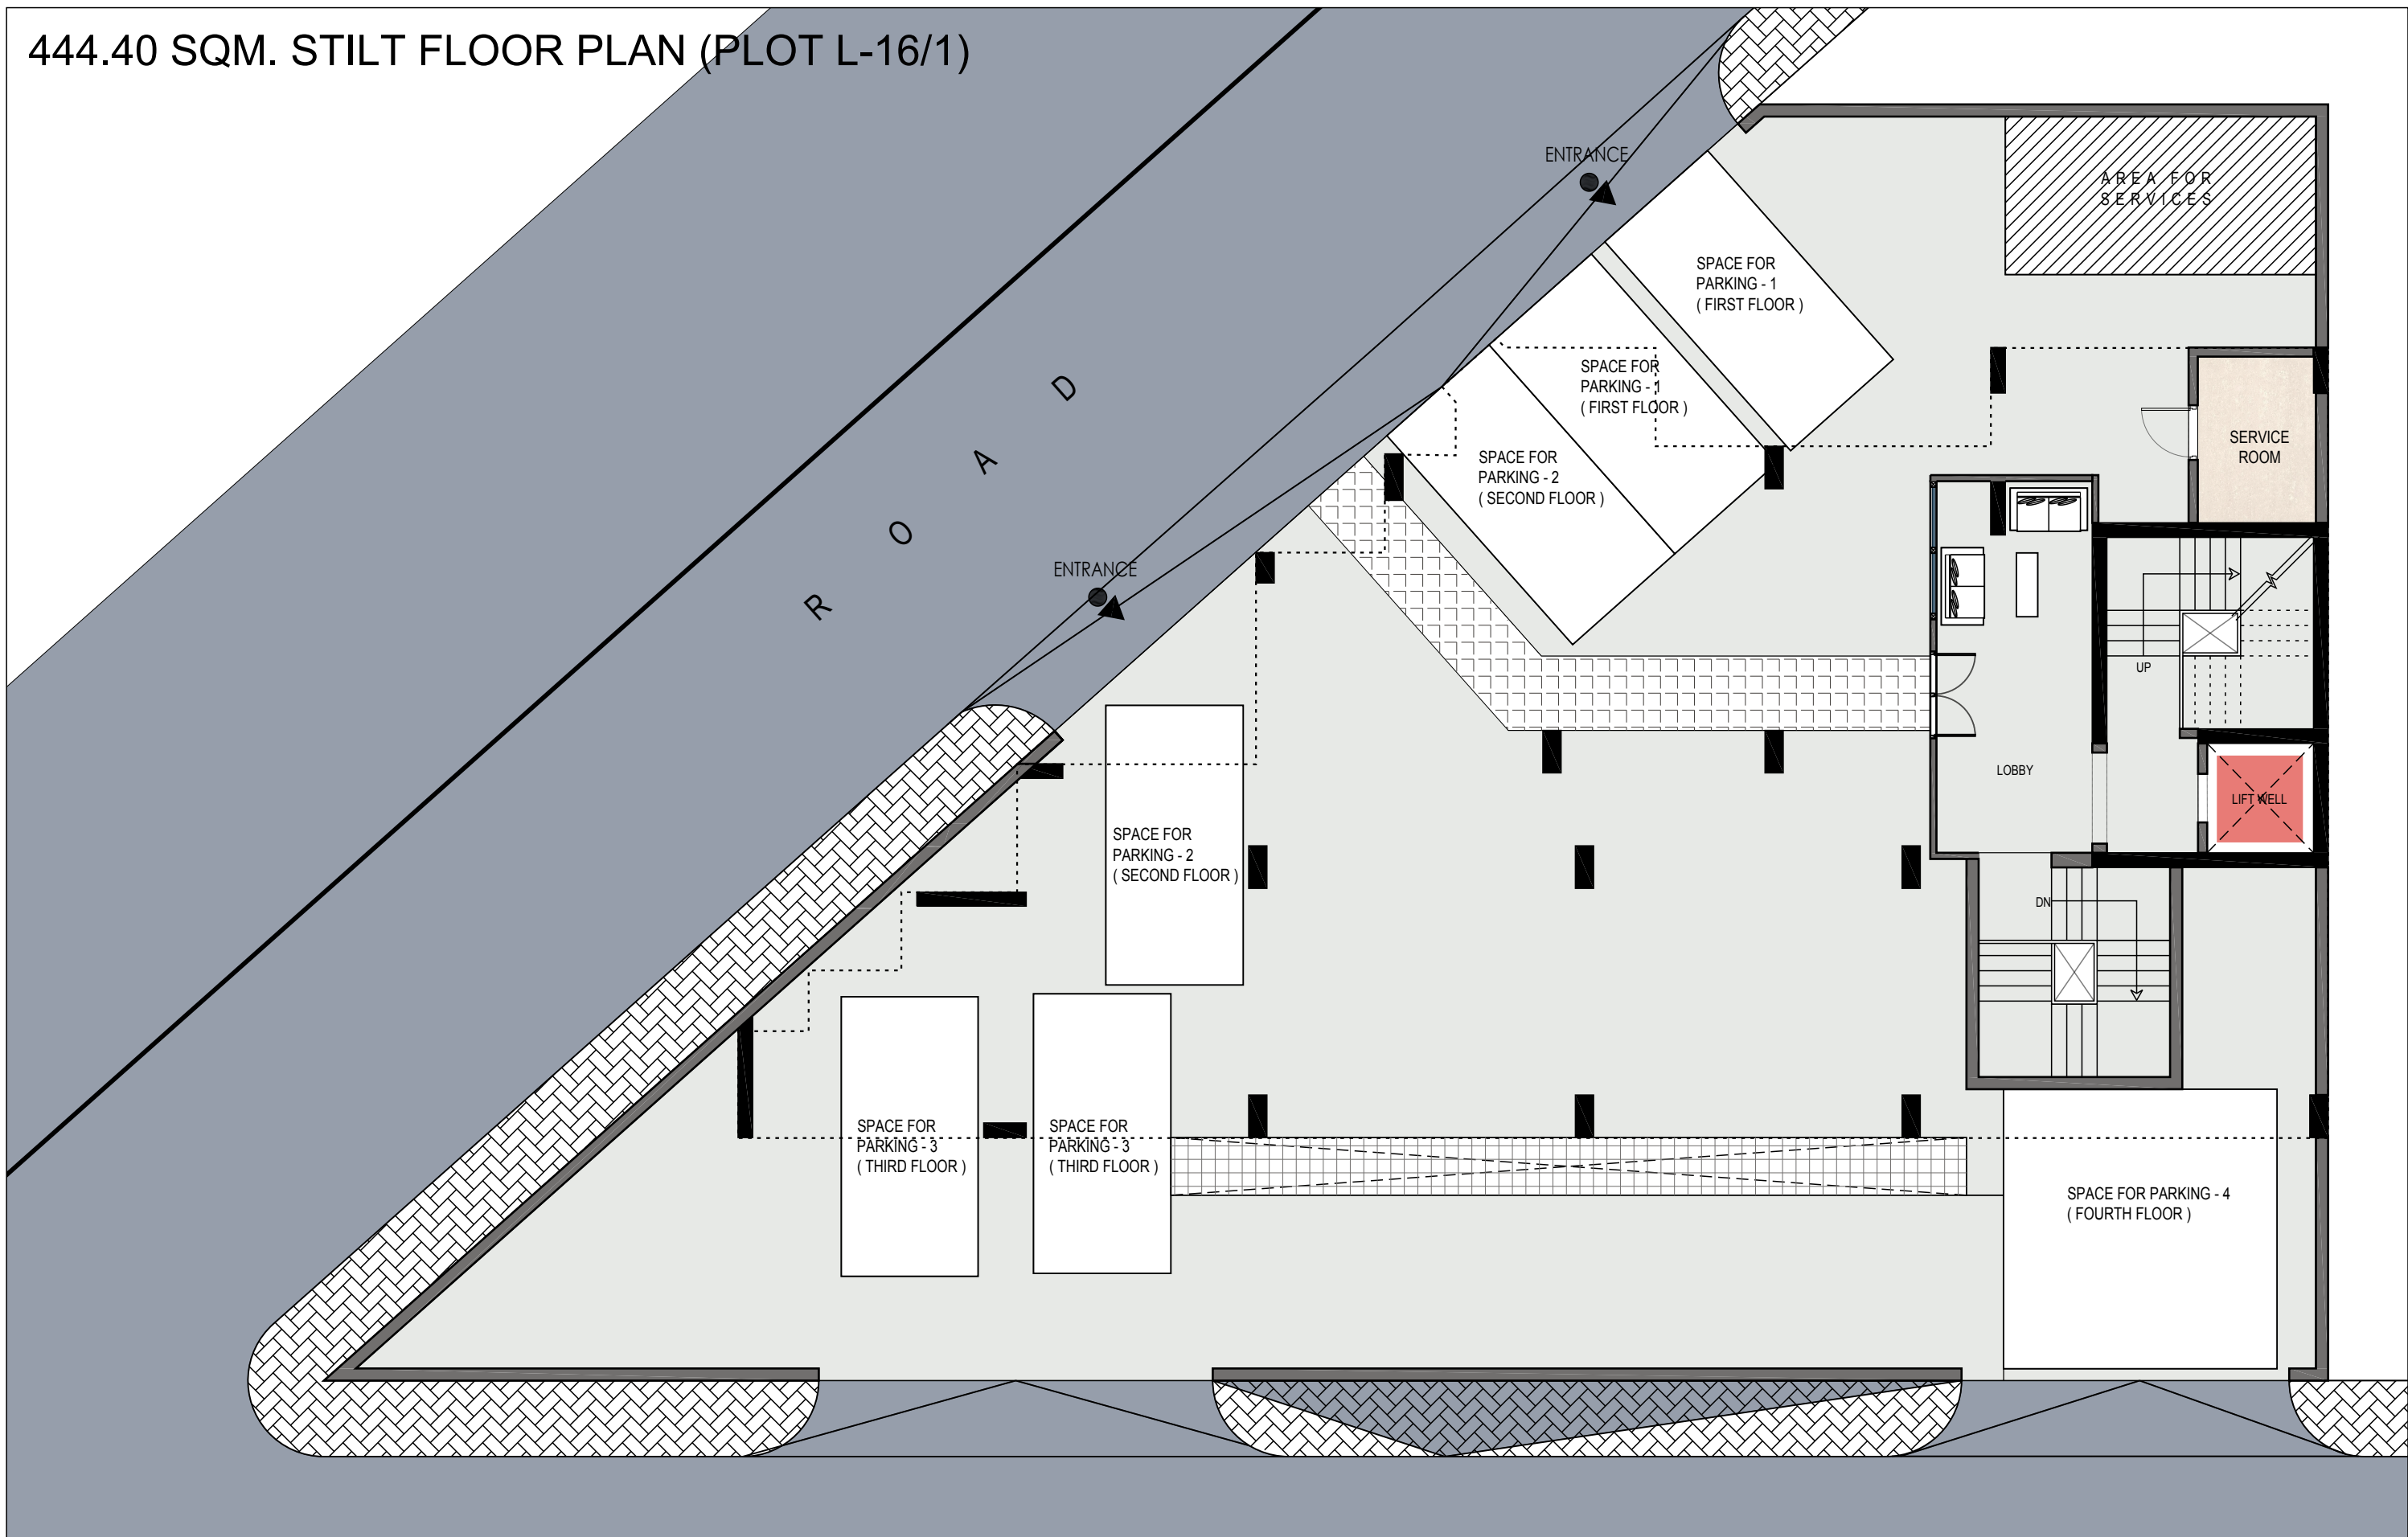 444.40 SQM. STILT FLOOR PLAN (PLOT L-16/1)
ENTRANCE
AREA FOR
SERVICES
SPACE FOR
PARKING - 1
( FIRST FLOOR )
SPACE FOR
PARKING - 1
( FIRST FLOOR )
SPACE FOR
PARKING - 2
( SECOND FLOOR )
SERVICE
ROOM
ROAD
ENTRANCE
UP
LOBBY
LIFT WELL
SPACE FOR
PARKING - 2
( SECOND FLOOR )
DN
SPACE FOR
PARKING - 3
( THIRD FLOOR )
SPACE FOR
PARKING - 3
( THIRD FLOOR )
SPACE FOR PARKING - 4
( FOURTH FLOOR )